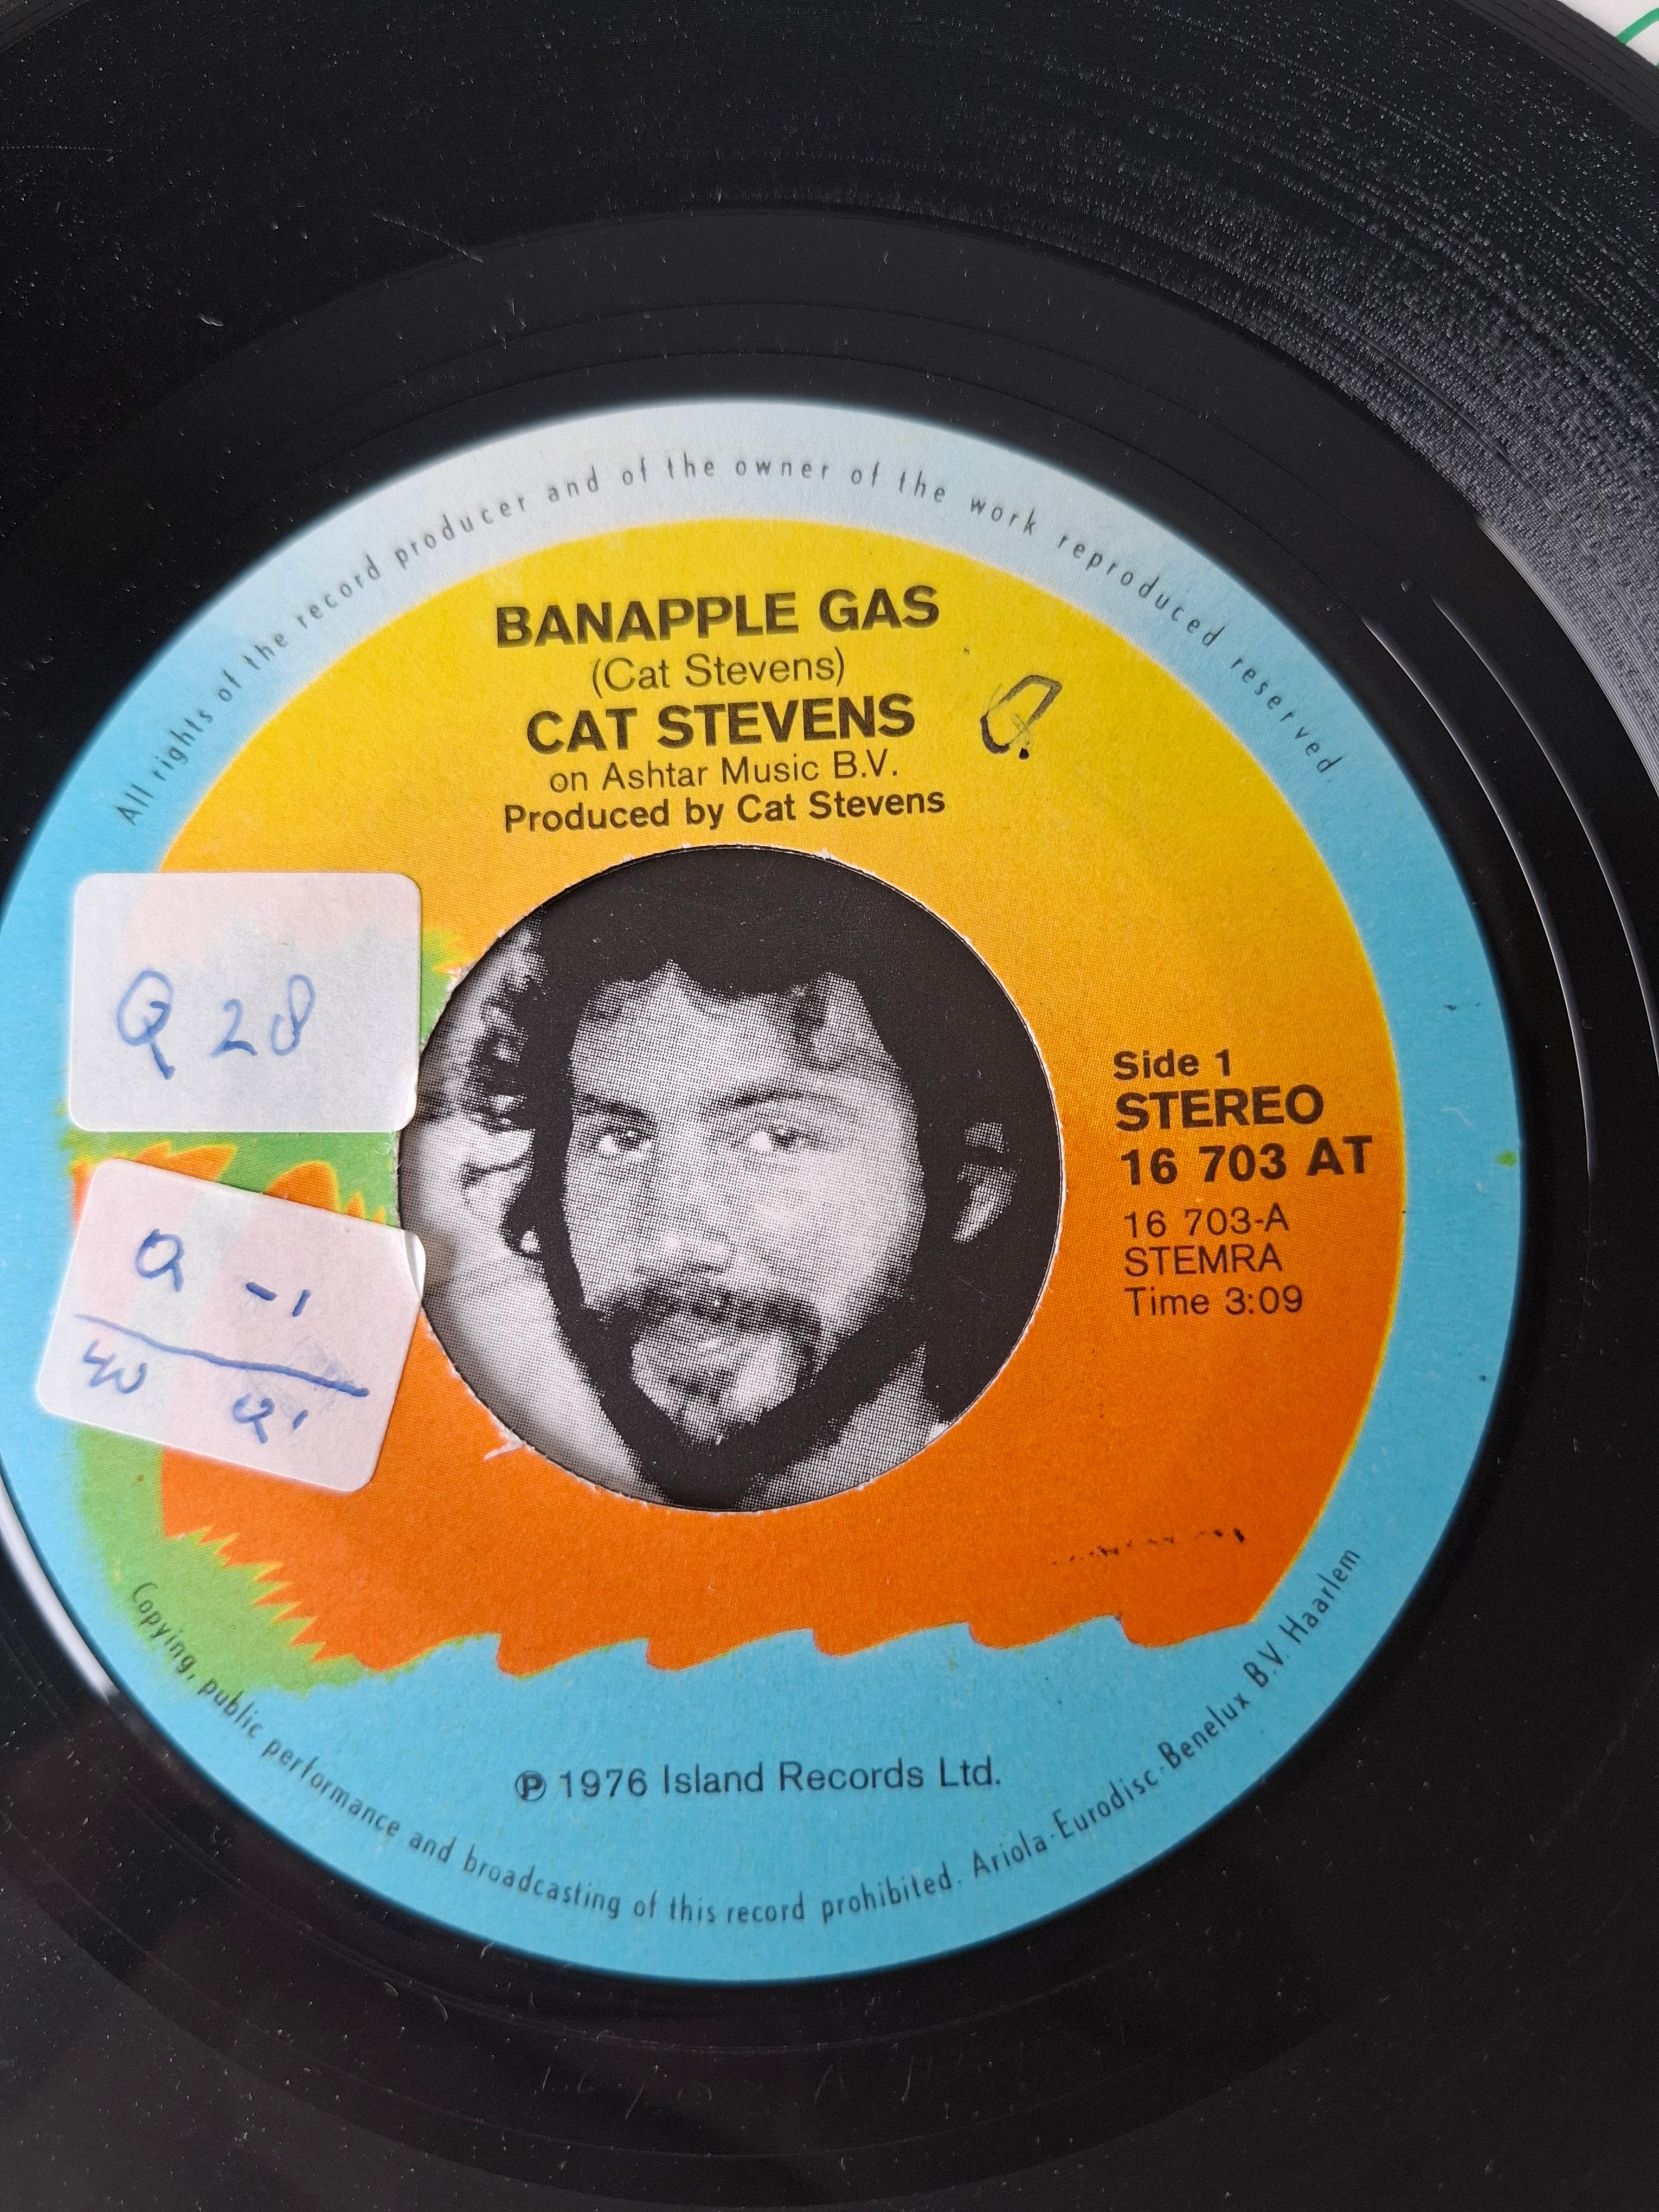 All rights of the record producer and of the owner of the work reproduced reserved.
BANAPPLE GAS
(Cat Stevens)
CAT STEVENS
on Ashtar Music B.V.
Produced by Cat Stevens
Q 28
Side 1
STEREO
16 703 AT
16 703-A
STEMRA
Time 3:09
Q -1
℗ 1976 Island Records Ltd.
Copying, public performance and broadcasting of this record prohibited. Ariola-Eurodisc-Benelux B.V. Haarlem